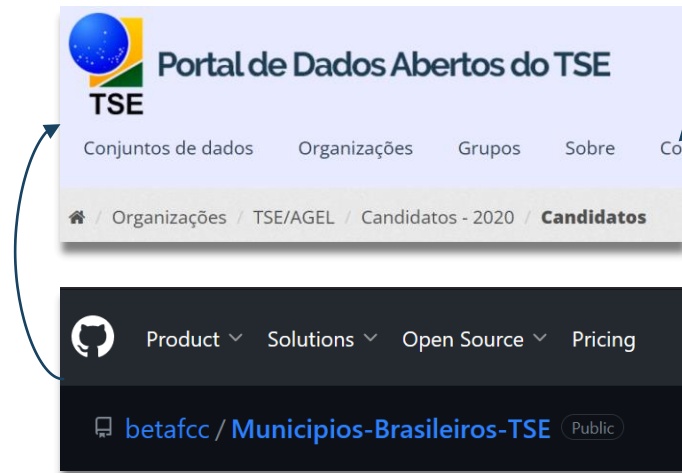 Portal de Dados Abertos do TSE
TSE
Conjuntos de dados Organizações Grupos Sobre Co
/ Organizações / TSE/AGEL / Candidatos - 2020 / Candidatos
Product Solutions Open Source Pricing
betafcc / Municipios-Brasileiros-TSE Public